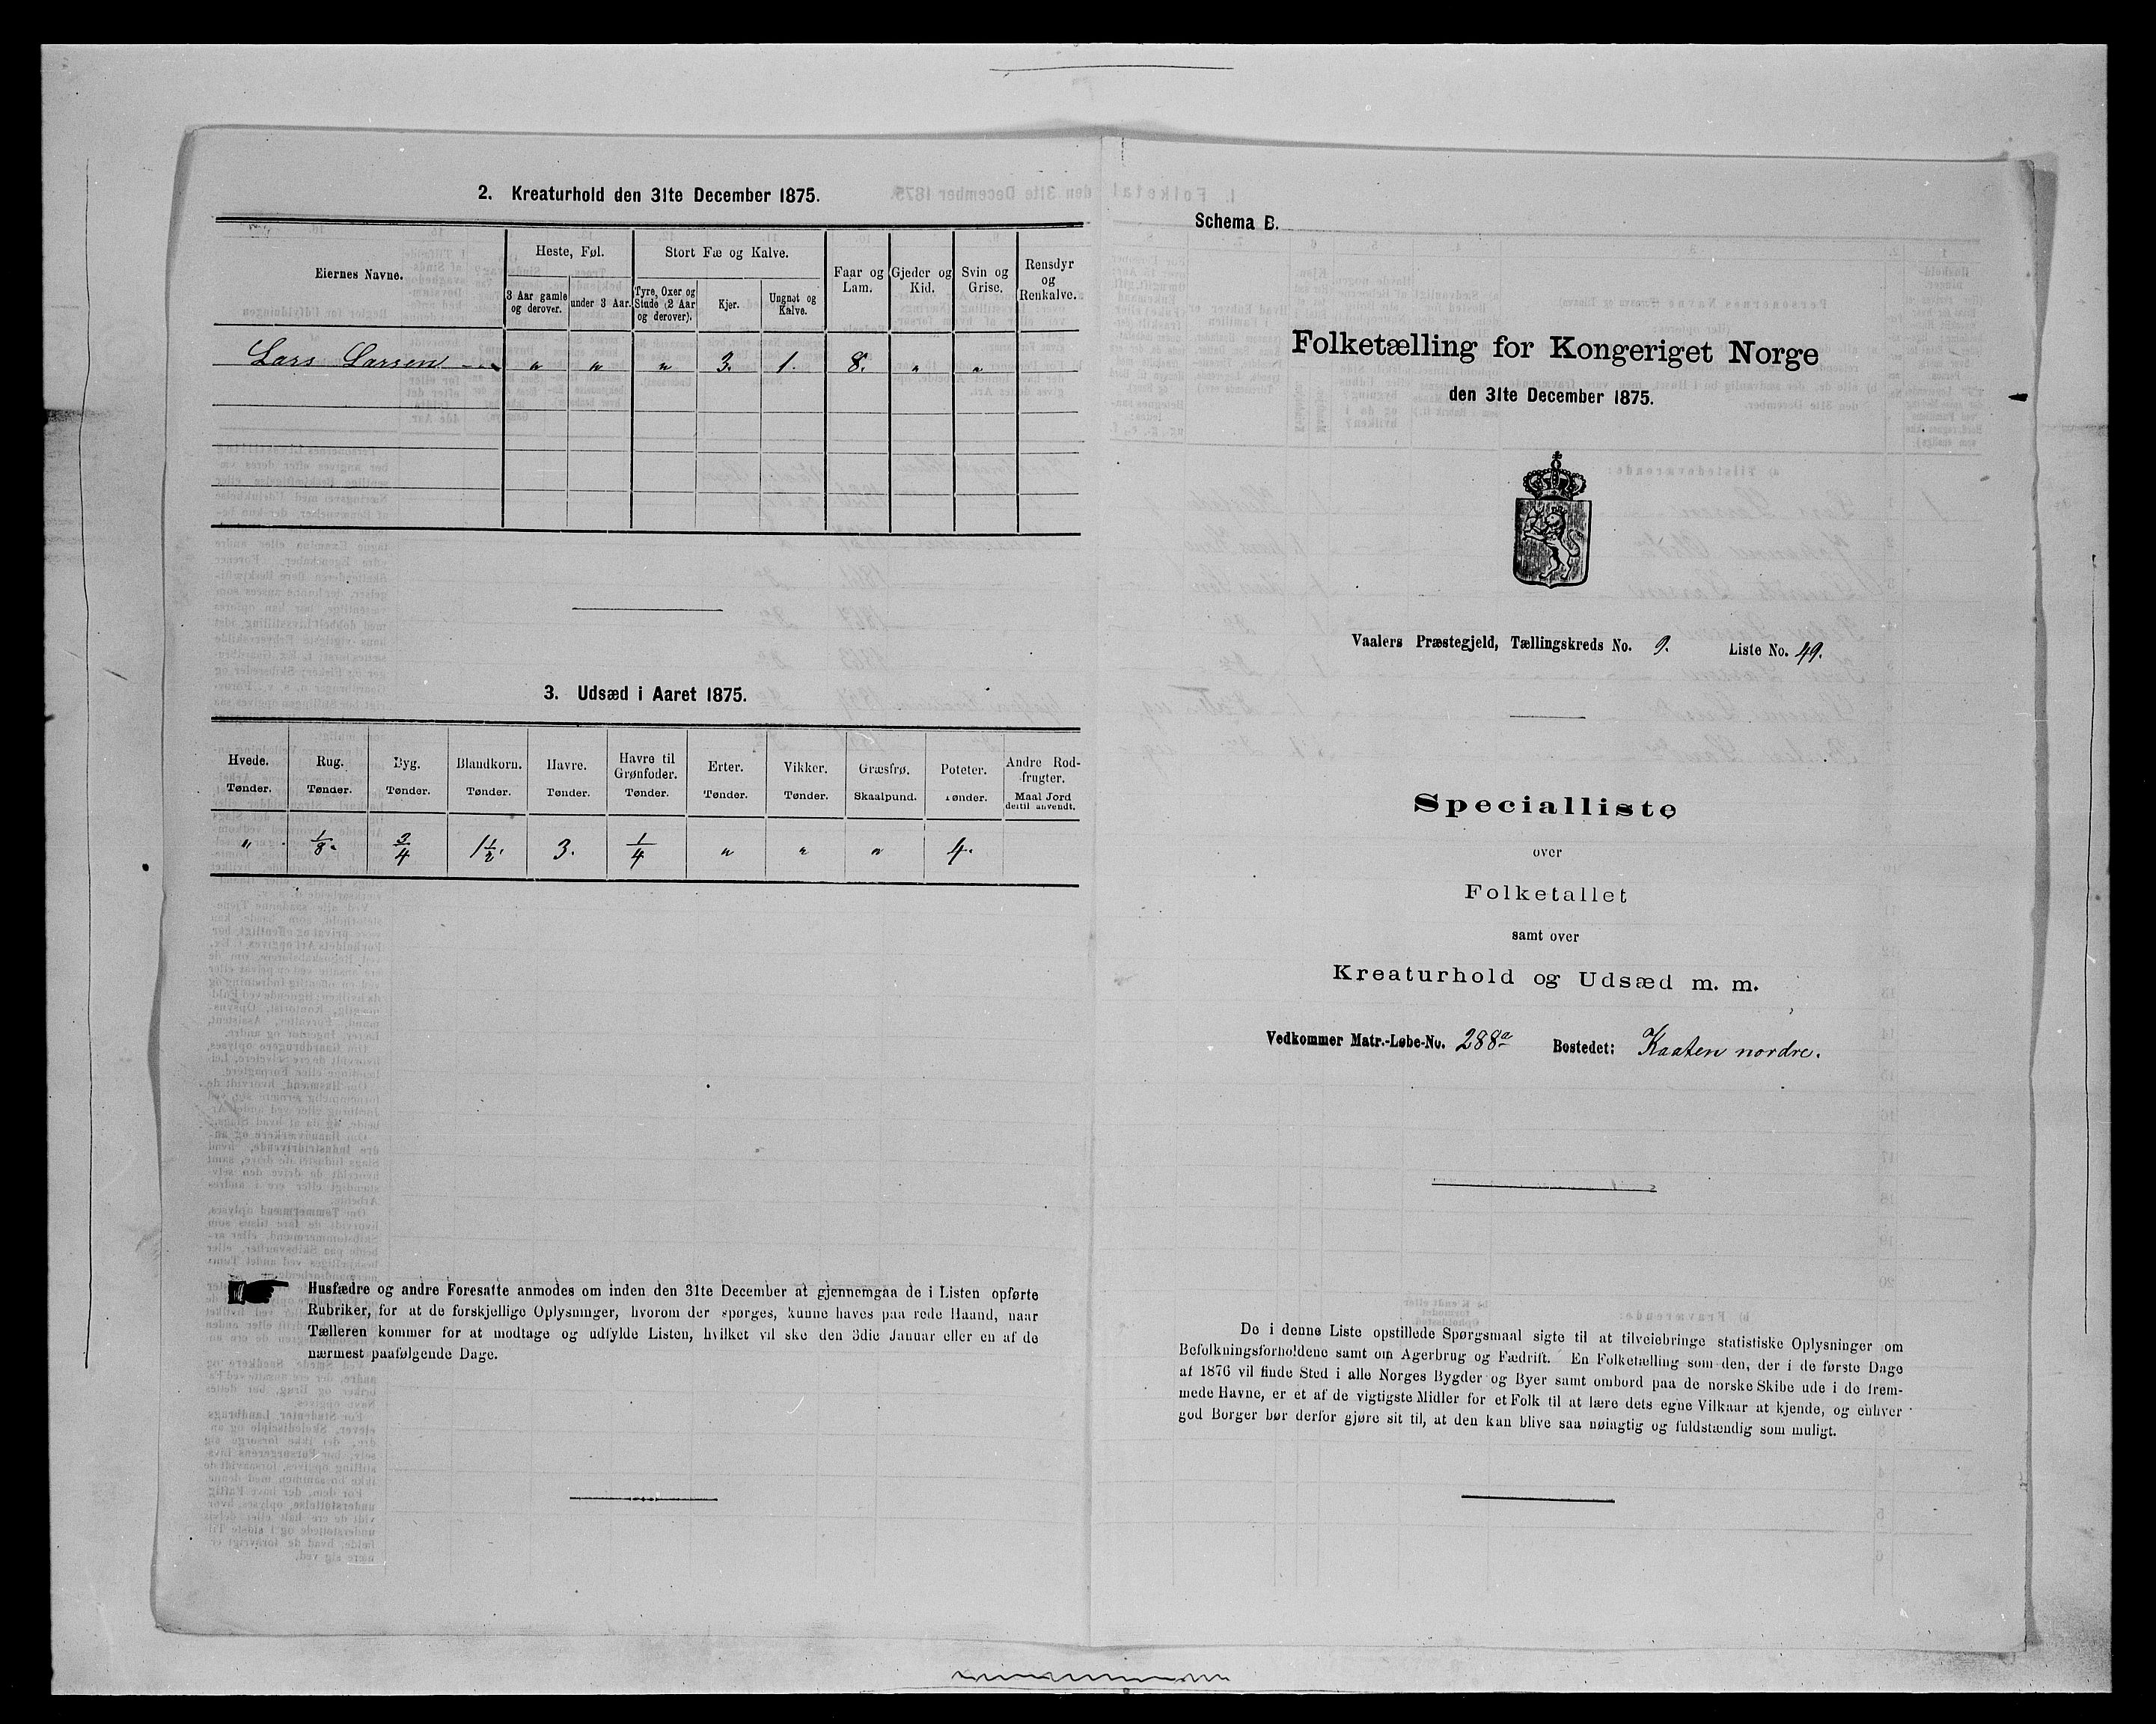 2. Kreaturhold den 31te December 1875.
Eiernes Navne.
Heste, Føl.
Stort Fæ og Kalve.
Faar og Lam.
Gjeder og Kid.
Svin og Grise.
Rensdyr og Renkalve.
3 Aar gamle og derover.
under 3 Aar.
Tyre, Oxer og Stude (2 Aar og derover).
Kjør.
Ungnøt og Kalve.
Lars Larsen " " " 3. 1. 8. " "
3. Udsæd i Aaret 1875.
Hvede. Rug. Byg. Blandkorn. Havre. Havre til Grønfoder. Erter. Vikker. Græsfrø. Poteter. Andre Rodfrugter.
Tønder. Tønder. Tønder. Tønder. Tønder. Tønder. Tønder. Tønder. Skaalpund. Tønder. Maal Jord dertil anvendt.
" 1/8. 3/4 1 1/2. 3. 1/4 " " " 4.
Husfædre og andre Foresatte anmodes om inden den 31te December at gjennemgaa de i Listen opførte
Rubriker, for at de forskjellige Oplysninger, hvorom der spørges, kunne haves paa rede Haand, naar
Tælleren kommer for at modtage og udfylde Listen, hvilket vil ske den 3die Januar eller en af de
nærmest paafølgende Dage.
Schema B.
Folketælling for Kongeriget Norge
den 31te December 1875.
Vaalers Præstegjeld, Tællingskreds No. 9. Liste No. 49.
Specialliste
over
Folketallet
samt over
Kreaturhold og Udsæd m. m.
Vedkommer Matr.-Løbe-No. 288a Bostedet: Kaaten nordre.
De i denne Liste opstillede Spørgsmaal sigte til at tilveiebringe statistiske Oplysninger om
Befolkningsforholdene samt om Agerbrug og Fædrift. En Folketælling som den, der i de første Dage
af 1876 vil finde Sted i alle Norges Bygder og Byer samt ombord paa de norske Skibe ude i de frem-
mede Havne, er et af de vigtigste Midler for et Folk til at lære dets egne Vilkaar at kjende, og enhver
god Borger bør derfor gjøre sit til, at den kan blive saa nøiagtig og fuldstændig som muligt.